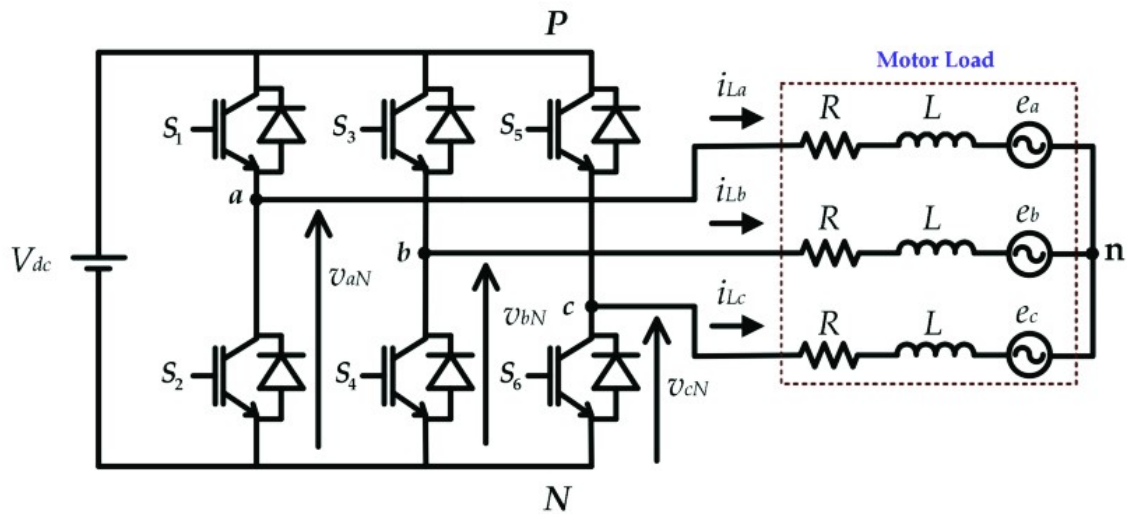 P
Motor Load
iLa
R L ea
S1 S3 S5
a
iLb
R L eb
Vdc
b
n
vaN
c
iLc
vbN
R L ec
S2 S4 S6
vcN
N